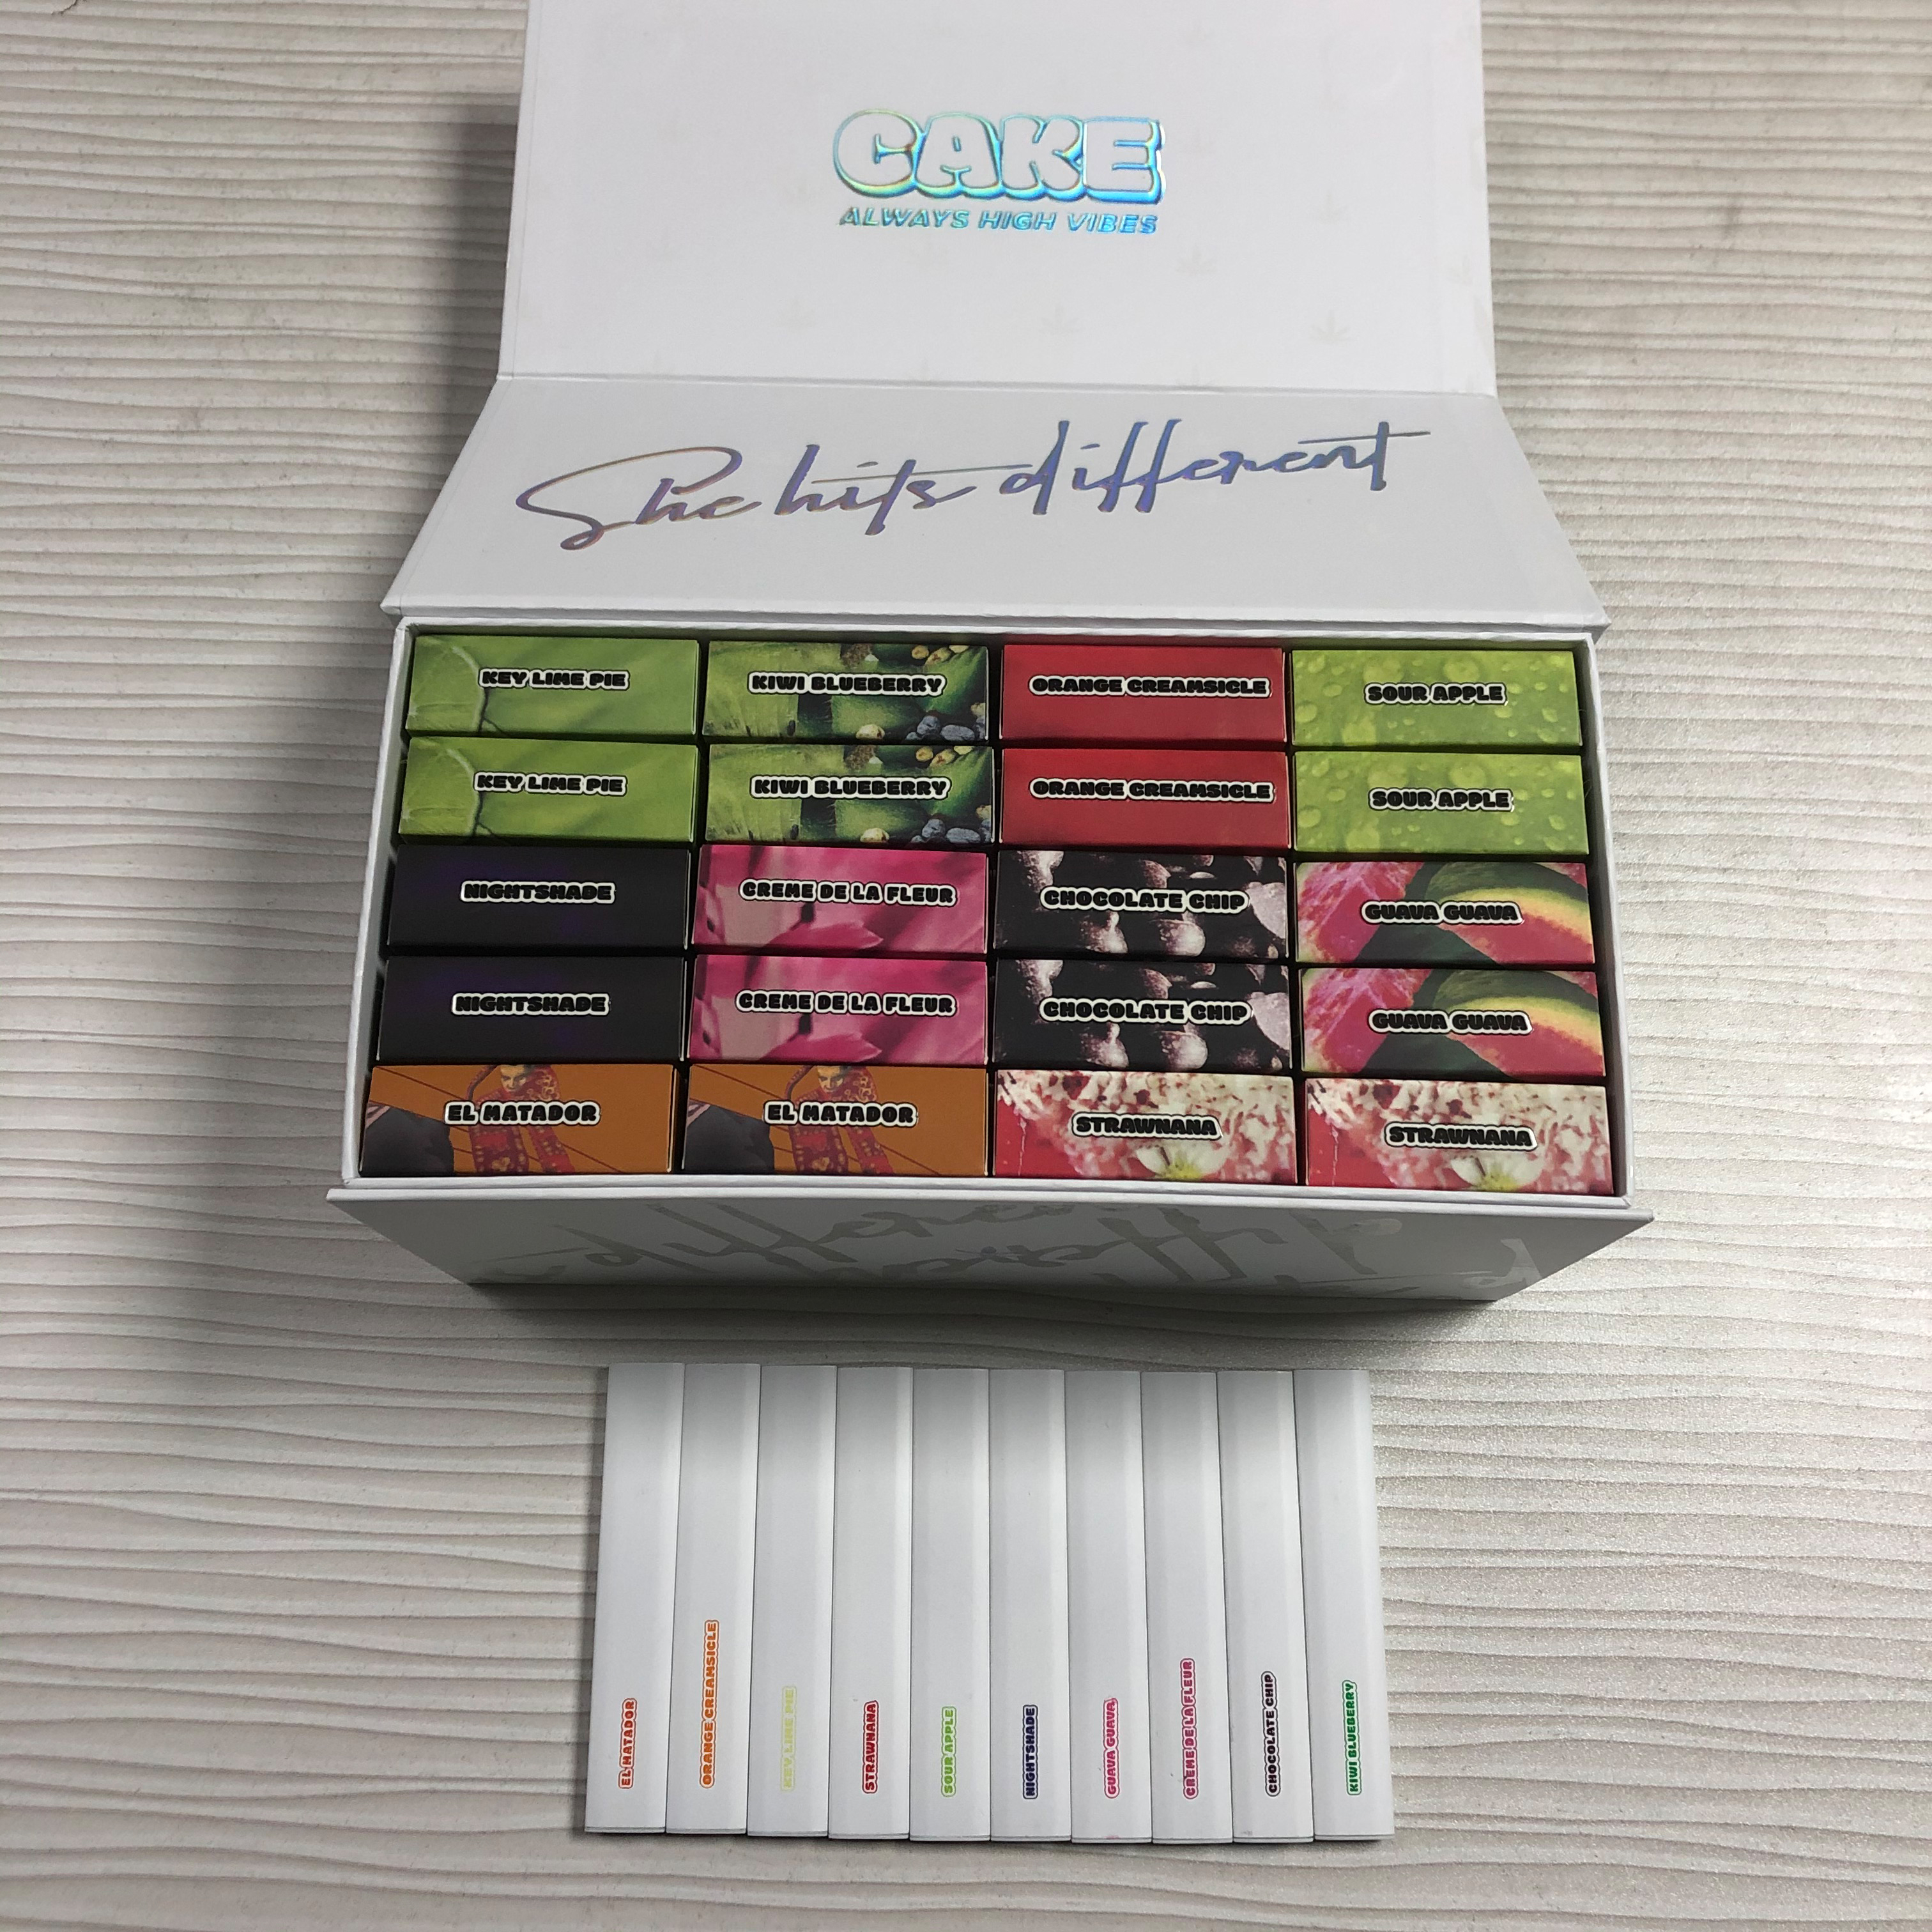 CAKE
ALWAYS HIGH VIBES
She hits different
KEY LIME PIE
KIWI BLUEBERRY
ORANGE CREAMSICLE
SOUR APPLE
KEY LIME PIE
KIWI BLUEBERRY
ORANGE CREAMSICLE
SOUR APPLE
NIGHTSHADE
CREME DE LA FLEUR
CHOCOLATE CHIP
GUAVA GUAVA
NIGHTSHADE
CREME DE LA FLEUR
CHOCOLATE CHIP
GUAVA GUAVA
EL MATADOR
EL MATADOR
STRAWNANA
STRAWNANA
different
EL MATADOR
ORANGE CREAMSICLE
KEY LIME PIE
STRAWNANA
SOUR APPLE
NIGHTSHADE
GUAVA GUAVA
CREME DE LA FLEUR
CHOCOLATE CHIP
KIWI BLUEBERRY